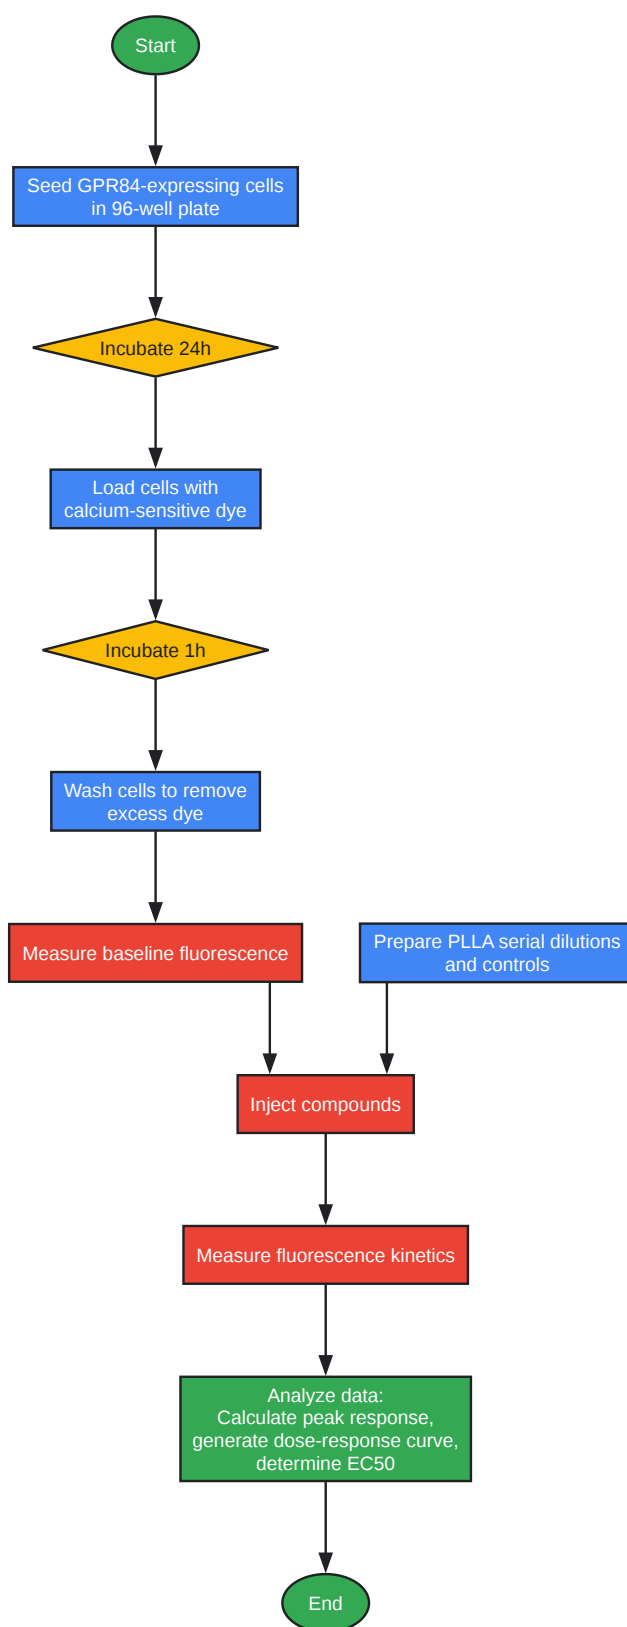 Start
Seed GPR84-expressing cells
in 96-well plate
Incubate 24h
Load cells with
calcium-sensitive dye
Incubate 1h
Wash cells to remove
excess dye
Measure baseline fluorescence
Prepare PLLA serial dilutions
and controls
Inject compounds
Measure fluorescence kinetics
Analyze data:
Calculate peak response,
generate dose-response curve,
determine EC50
End